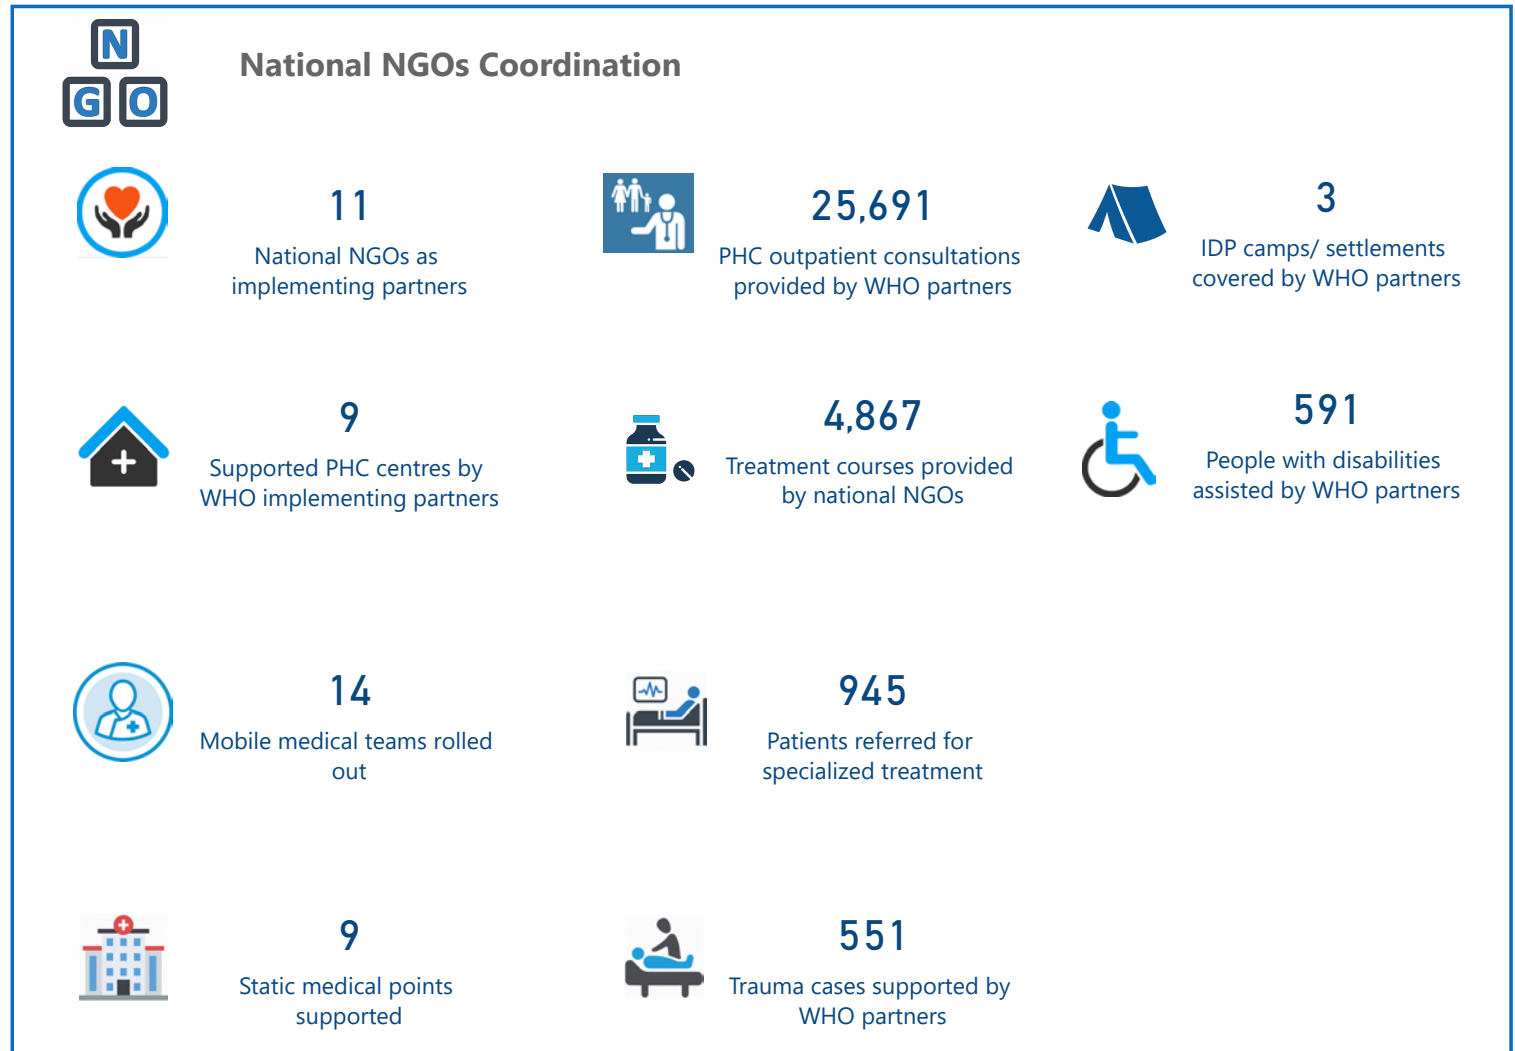 N
G O
National NGOs Coordination
11
National NGOs as
implementing partners
25,691
PHC outpatient consultations
provided by WHO partners
3
IDP camps/ settlements
covered by WHO partners
9
Supported PHC centres by
WHO implementing partners
4,867
Treatment courses provided
by national NGOs
591
People with disabilities
assisted by WHO partners
14
Mobile medical teams rolled
out
945
Patients referred for
specialized treatment
9
Static medical points
supported
551
Trauma cases supported by
WHO partners